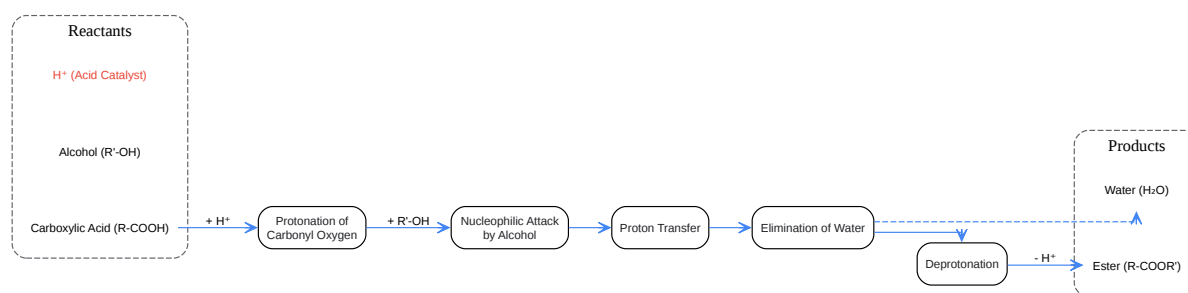 Reactants
H⁺ (Acid Catalyst)
Alcohol (R'-OH)
Carboxylic Acid (R-COOH)
+ H⁺
Protonation of
Carbonyl Oxygen
+ R'-OH
Nucleophilic Attack
by Alcohol
Proton Transfer
Elimination of Water
Deprotonation
- H⁺
Products
Water (H₂O)
Ester (R-COOR')